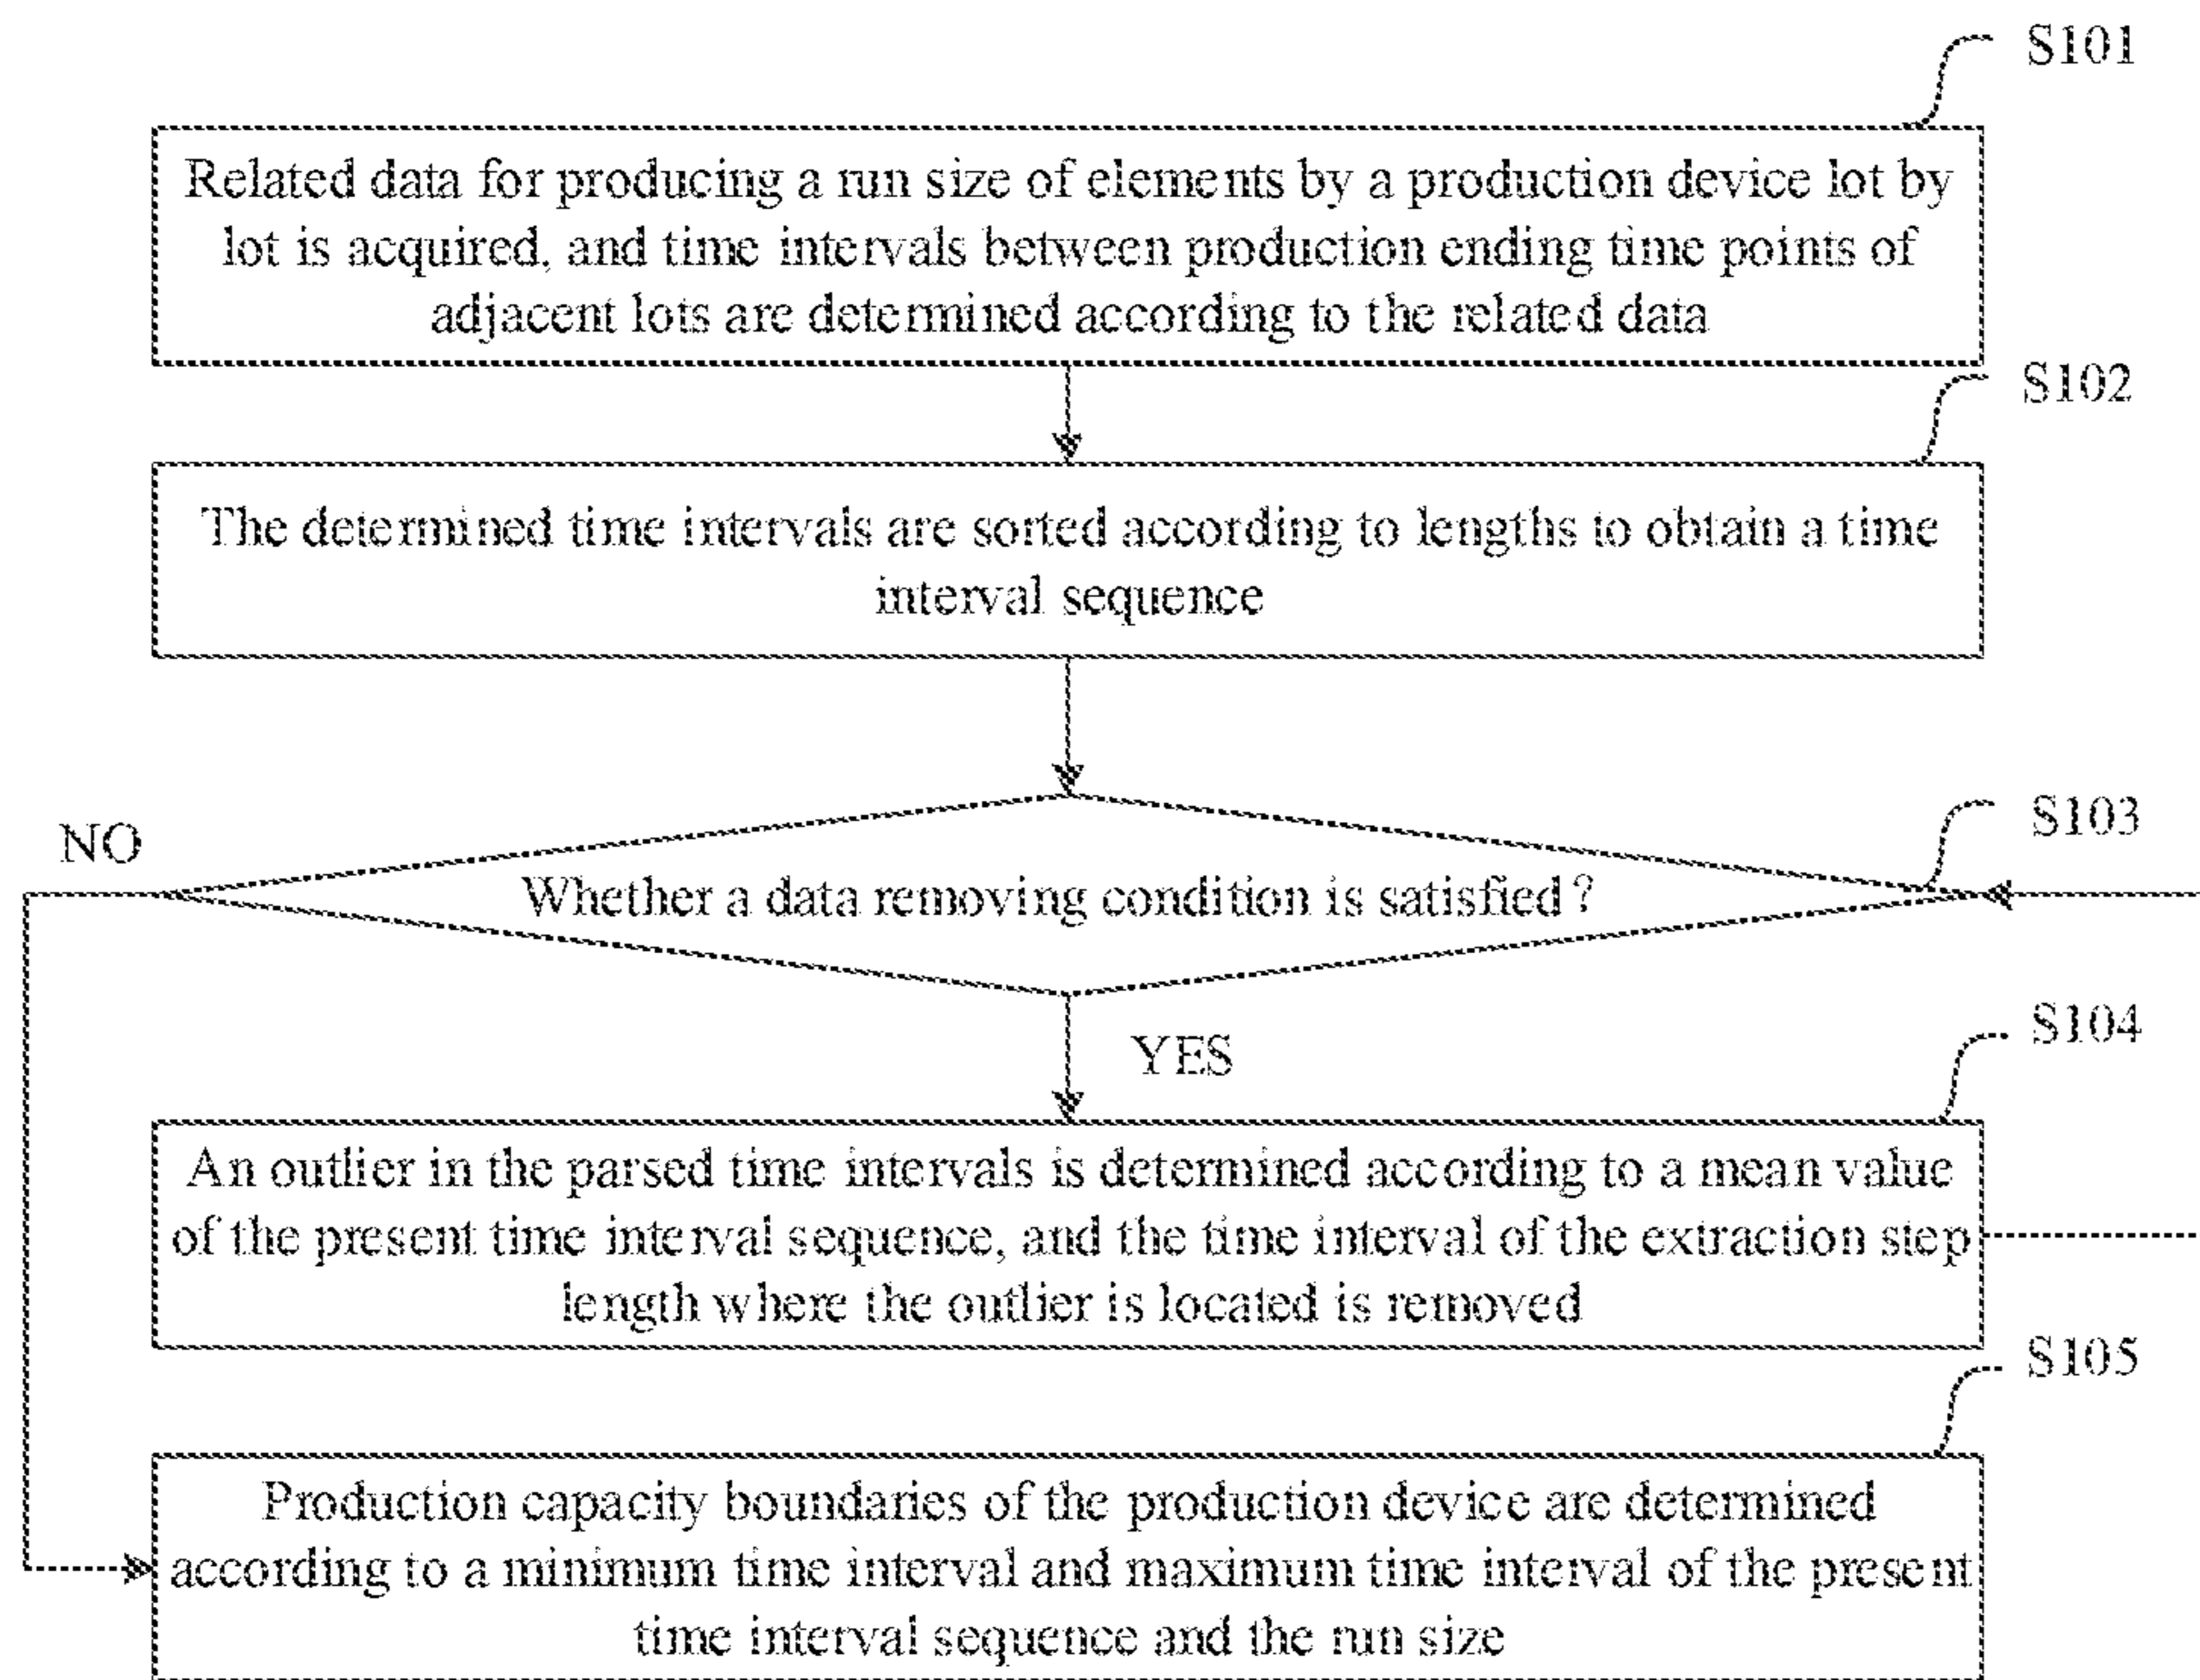 S101
Related data for producing a run size of elements by a production device lot by
lot is acquired, and time intervals between production ending time points of
adjacent lots are determined according to the related data
S102
The determined time intervals are sorted according to lengths to obtain a time
interval sequence
S103
NO
Whether a data removing condition is satisfied?
YES
S104
An outlier in the parsed time intervals is determined according to a mean value
of the present time interval sequence, and the time interval of the extraction step
length where the outlier is located is removed
S105
Production capacity boundaries of the production device are determined
according to a minimum time interval and maximum time interval of the present
time interval sequence and the run size